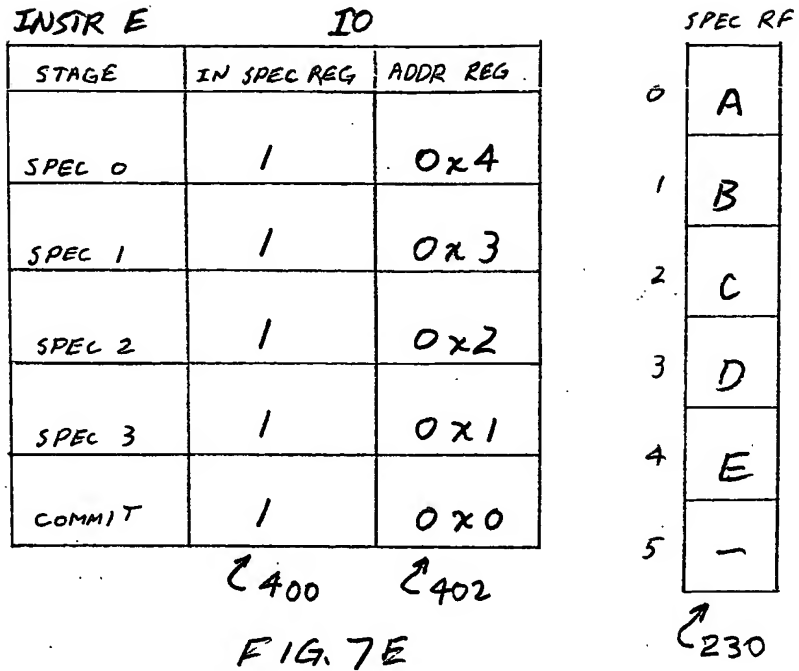 INSTR E IO
STAGE IN SPEC REG ADDR REG.
SPEC 0 1 0x4
SPEC 1 1 0x3
SPEC 2 1 0x2
SPEC 3 1 0x1
COMMIT 1 0x0
400 402
SPEC RF
0 A
1 B
2 C
3 D
4 E
5 —
230
FIG. 7E